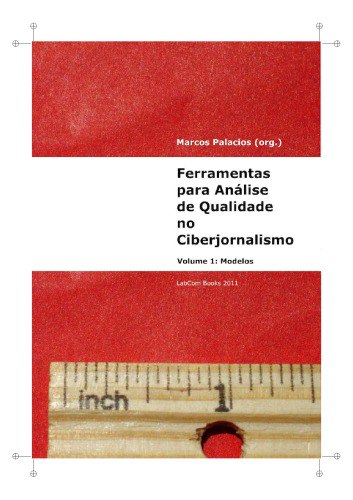 Marcos Palacios (org.)
Ferramentas
para Análise
de Qualidade
no
Ciberjornalismo
Volume 1: Modelos
LabCom Books 2011
inch
1